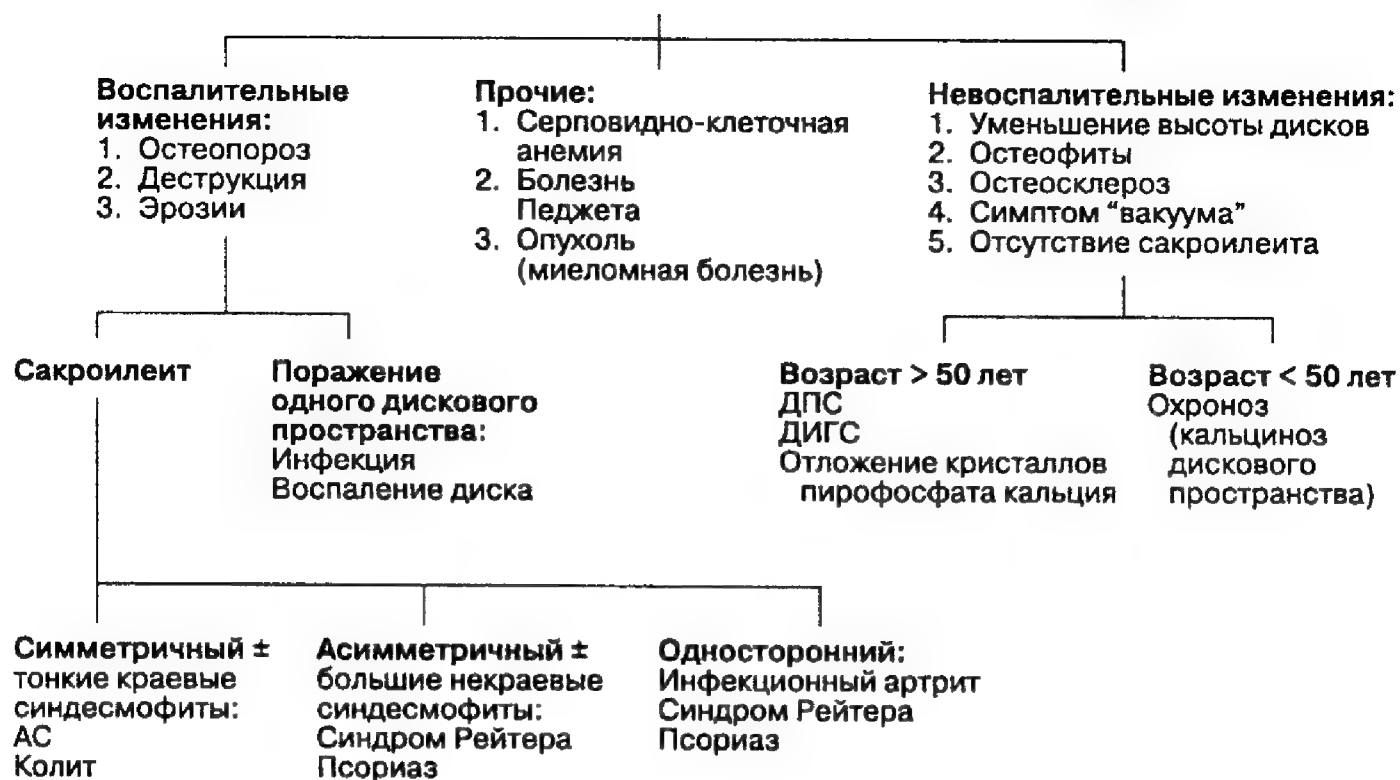 Воспалительные
изменения:
1. Остеопороз
2. Деструкция
3. Эрозии
Прочие:
1. Серповидно-клеточная
анемия
2. Болезнь
Педжета
3. Опухоль
(миеломная болезнь)
Невоспалительные изменения:
1. Уменьшение высоты дисков
2. Остеофиты
3. Остеосклероз
4. Симптом “вакуума”
5. Отсутствие сакроилеита
Сакроилеит
Поражение
одного дискового
пространства:
Инфекция
Воспаление диска
Возраст > 50 лет
ДПС
ДИГС
Отложение кристаллов
пирофосфата кальция
Возраст < 50 лет
Охроноз
(кальциноз
дискового
пространства)
Симметричный ±
тонкие краевые
синдесмофиты:
АС
Колит
Асимметричный ±
большие некраевые
синдесмофиты:
Синдром Рейтера
Псориаз
Односторонний:
Инфекционный артрит
Синдром Рейтера
Псориаз